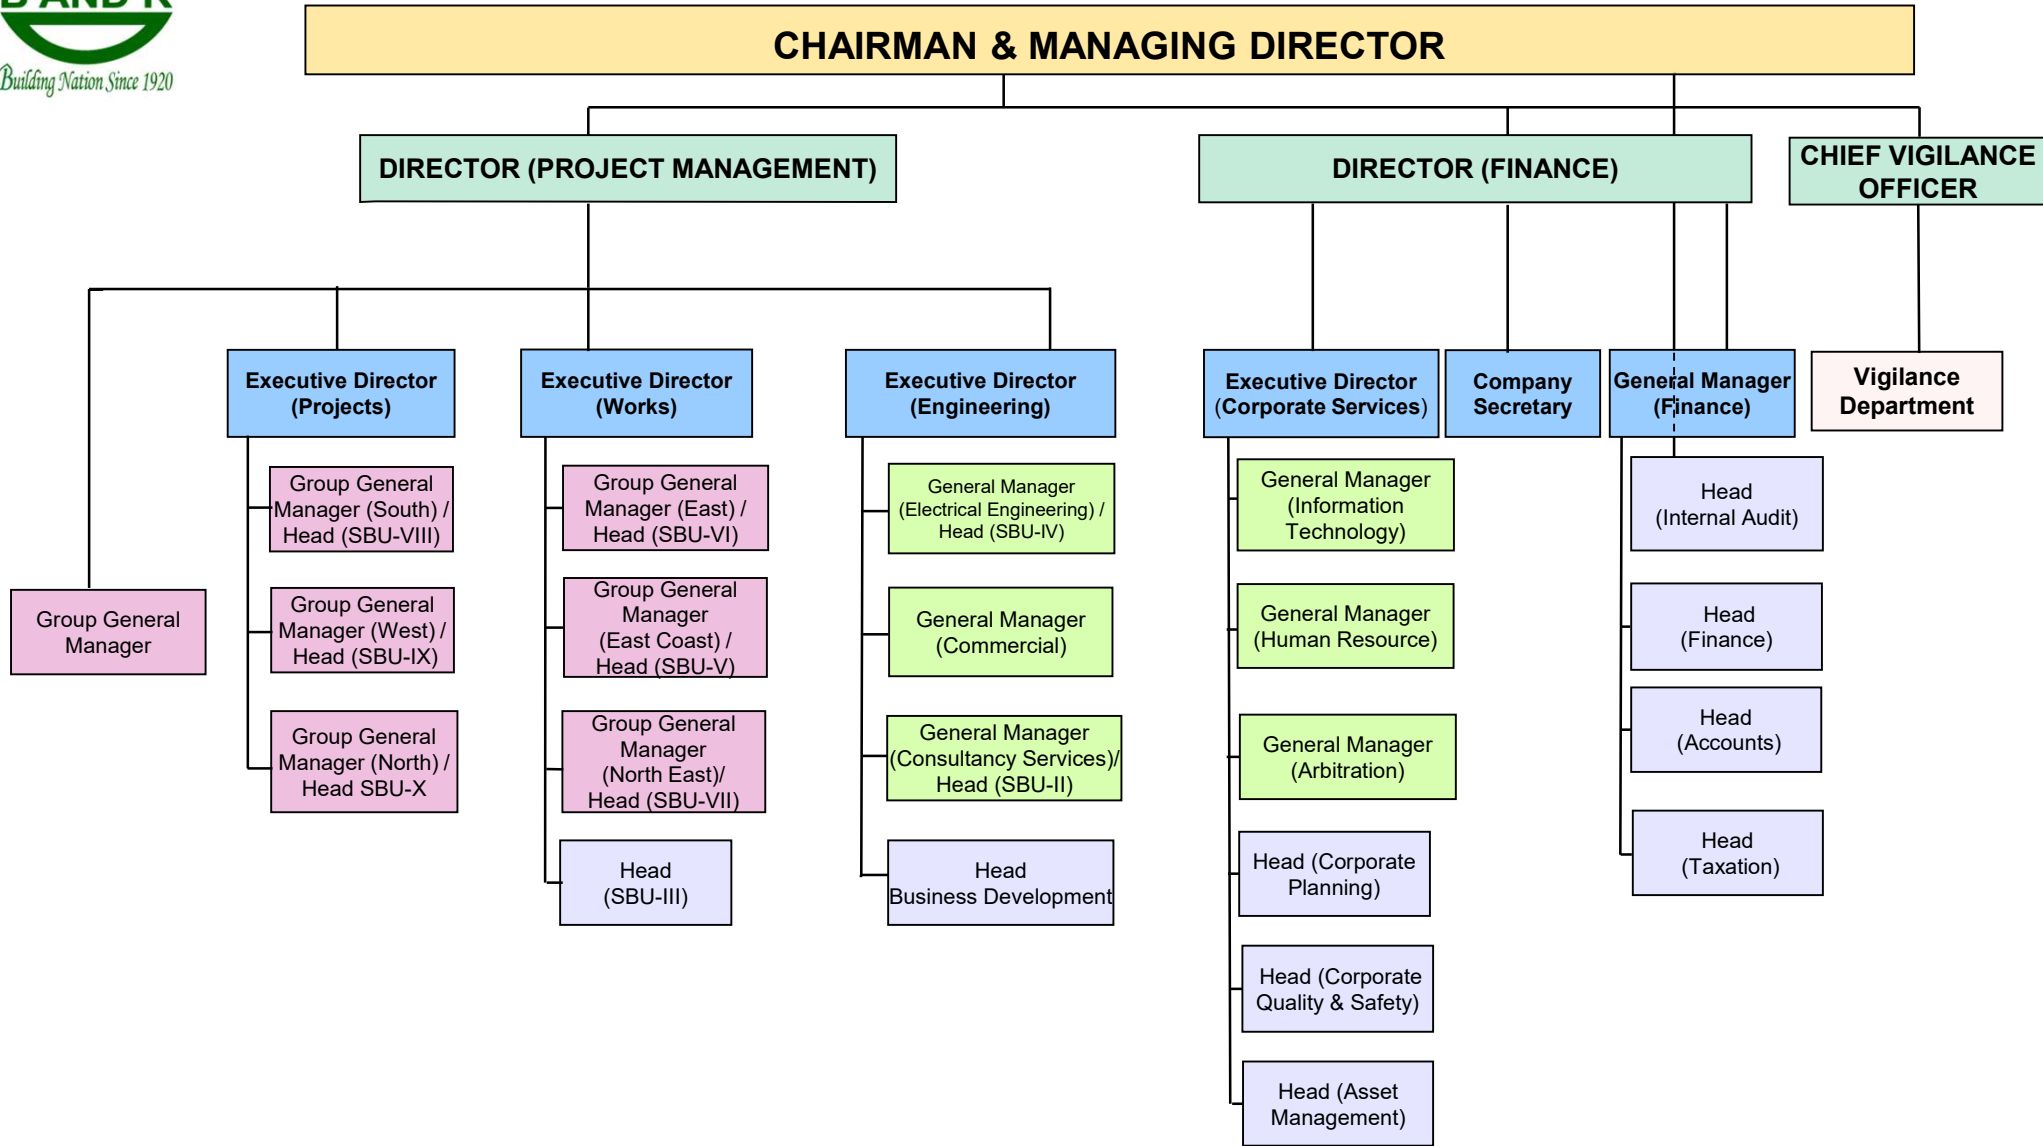 B AND R
Building Nation Since 1920
CHAIRMAN & MANAGING DIRECTOR
DIRECTOR (PROJECT MANAGEMENT)
DIRECTOR (FINANCE)
CHIEF VIGILANCE
OFFICER
Executive Director
(Projects)
Executive Director
(Works)
Executive Director
(Engineering)
Executive Director
(Corporate Services)
Company
Secretary
General Manager
(Finance)
Vigilance
Department
Group General
Manager
Group General
Manager (South) /
Head (SBU-VIII)
Group General
Manager (West) /
Head (SBU-IX)
Group General
Manager (North) /
Head SBU-X
Group General
Manager (East) /
Head (SBU-VI)
Group General
Manager
(East Coast) /
Head (SBU-V)
Group General
Manager
(North East)/
Head (SBU-VII)
Head
(SBU-III)
General Manager
(Electrical Engineering) /
Head (SBU-IV)
General Manager
(Commercial)
General Manager
(Consultancy Services)/
Head (SBU-II)
Head
Business Development
General Manager
(Information
Technology)
General Manager
(Human Resource)
General Manager
(Arbitration)
Head (Corporate
Planning)
Head (Corporate
Quality & Safety)
Head (Asset
Management)
Head
(Internal Audit)
Head
(Finance)
Head
(Accounts)
Head
(Taxation)